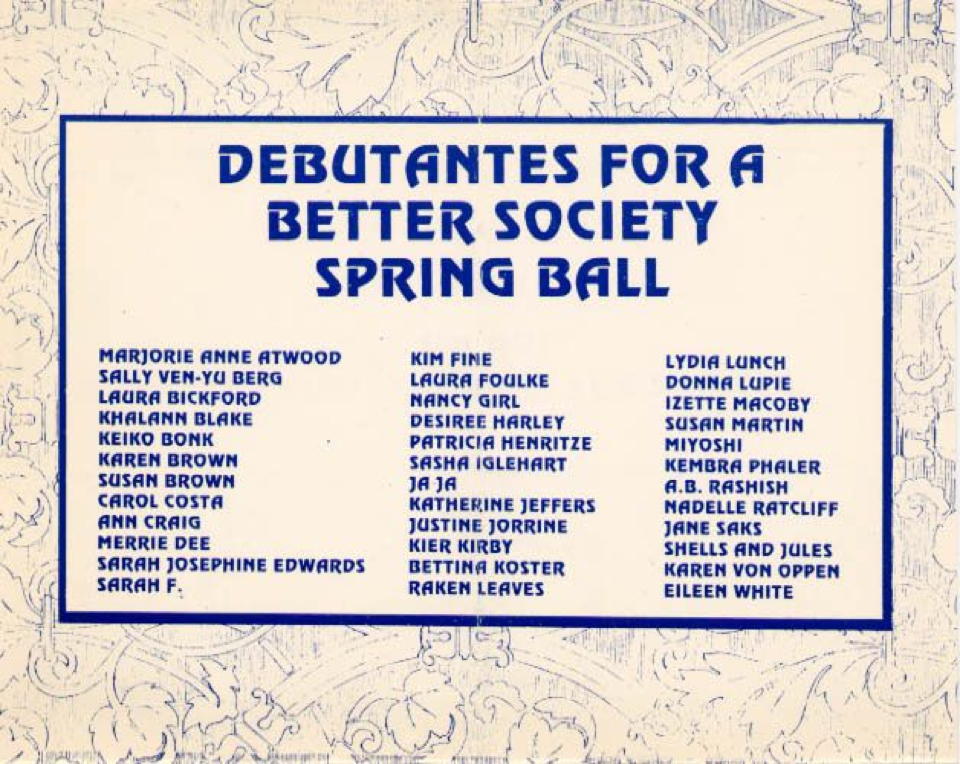 DEBUTANTES FOR A
BETTER SOCIETY
SPRING BALL
MARJORIE ANNE ATWOOD
SALLY VEN-YU BERG
LAURA BICKFORD
KHALANN BLAKE
KEIKO BONK
KAREN BROWN
SUSAN BROWN
CAROL COSTA
ANN CRAIG
MERRIE DEE
SARAH JOSEPHINE EDWARDS
SARAH F.
KIM FINE
LAURA FOULKE
NANCY GIRL
DESIREE HARLEY
PATRICIA HENRITZE
SASHA IGLEHART
JA JA
KATHERINE JEFFERS
JUSTINE JORRINE
KIER KIRBY
BETTINA KOSTER
RAKEN LEAVES
LYDIA LUNCH
DONNA LUPIE
IZETTE MACOBY
SUSAN MARTIN
MIYOSHI
KEMBRA PHALER
A.B. RASHISH
NADELLE RATCLIFF
JANE SAKS
SHELLS AND JULES
KAREN VON OPPEN
EILEEN WHITE